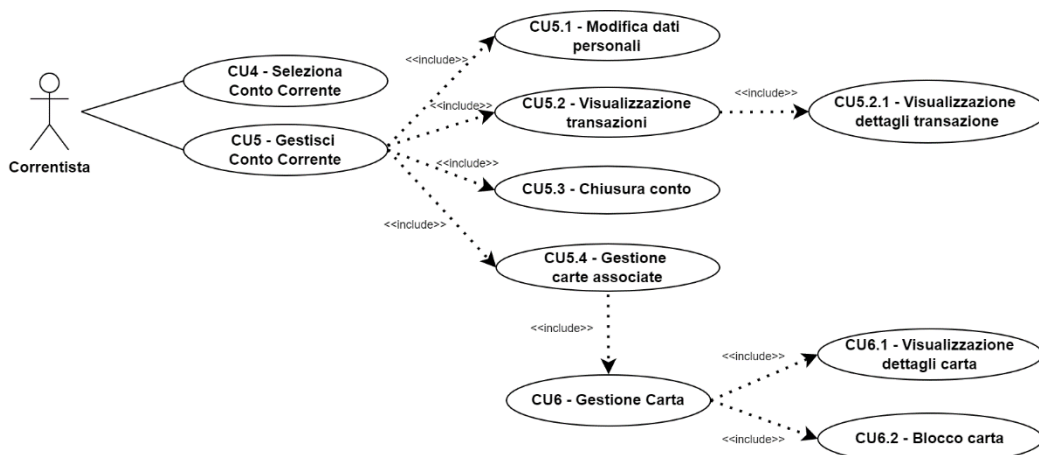 CU5.1 - Modifica dati
personali
<<include>>
CU4 - Seleziona
Conto Corrente
<<include>>
CU5.2 - Visualizzazione
transazioni
<<include>>
CU5.2.1 - Visualizzazione
dettagli transazione
CU5 - Gestisci
Conto Corrente
Correntista
<<include>>
CU5.3 - Chiusura conto
<<include>>
CU5.4 - Gestione
carte associate
<<include>>
CU6.1 - Visualizzazione
dettagli carta
<<include>>
CU6 - Gestione Carta
<<include>>
CU6.2 - Blocco carta